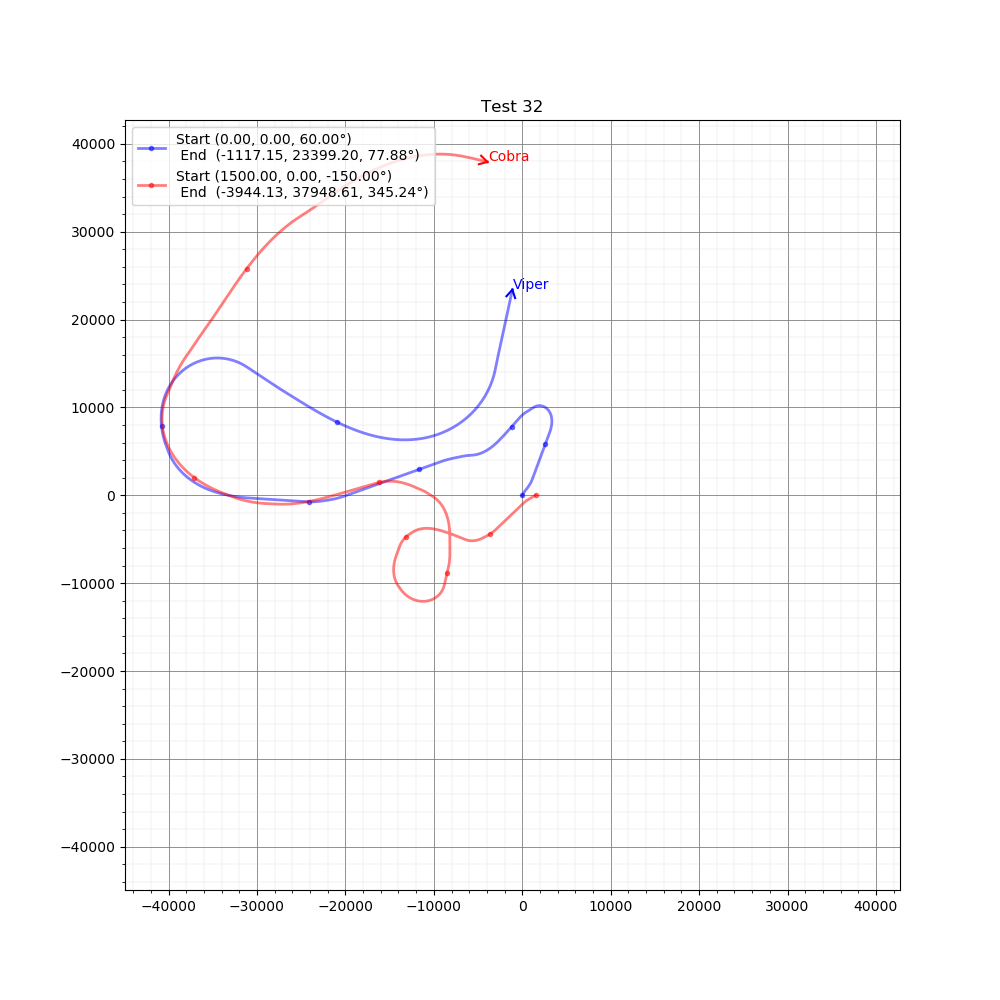 Test 32
Start (0.00, 0.00, 60.00°)
End  (-1117.15, 23399.20, 77.88°)
Start (1500.00, 0.00, -150.00°)
End  (-3944.13, 37948.61, 345.24°)
Cobra
Viper
40000
30000
20000
10000
0
−10000
−20000
−30000
−40000
−40000 −30000 −20000 −10000 0 10000 20000 30000 40000